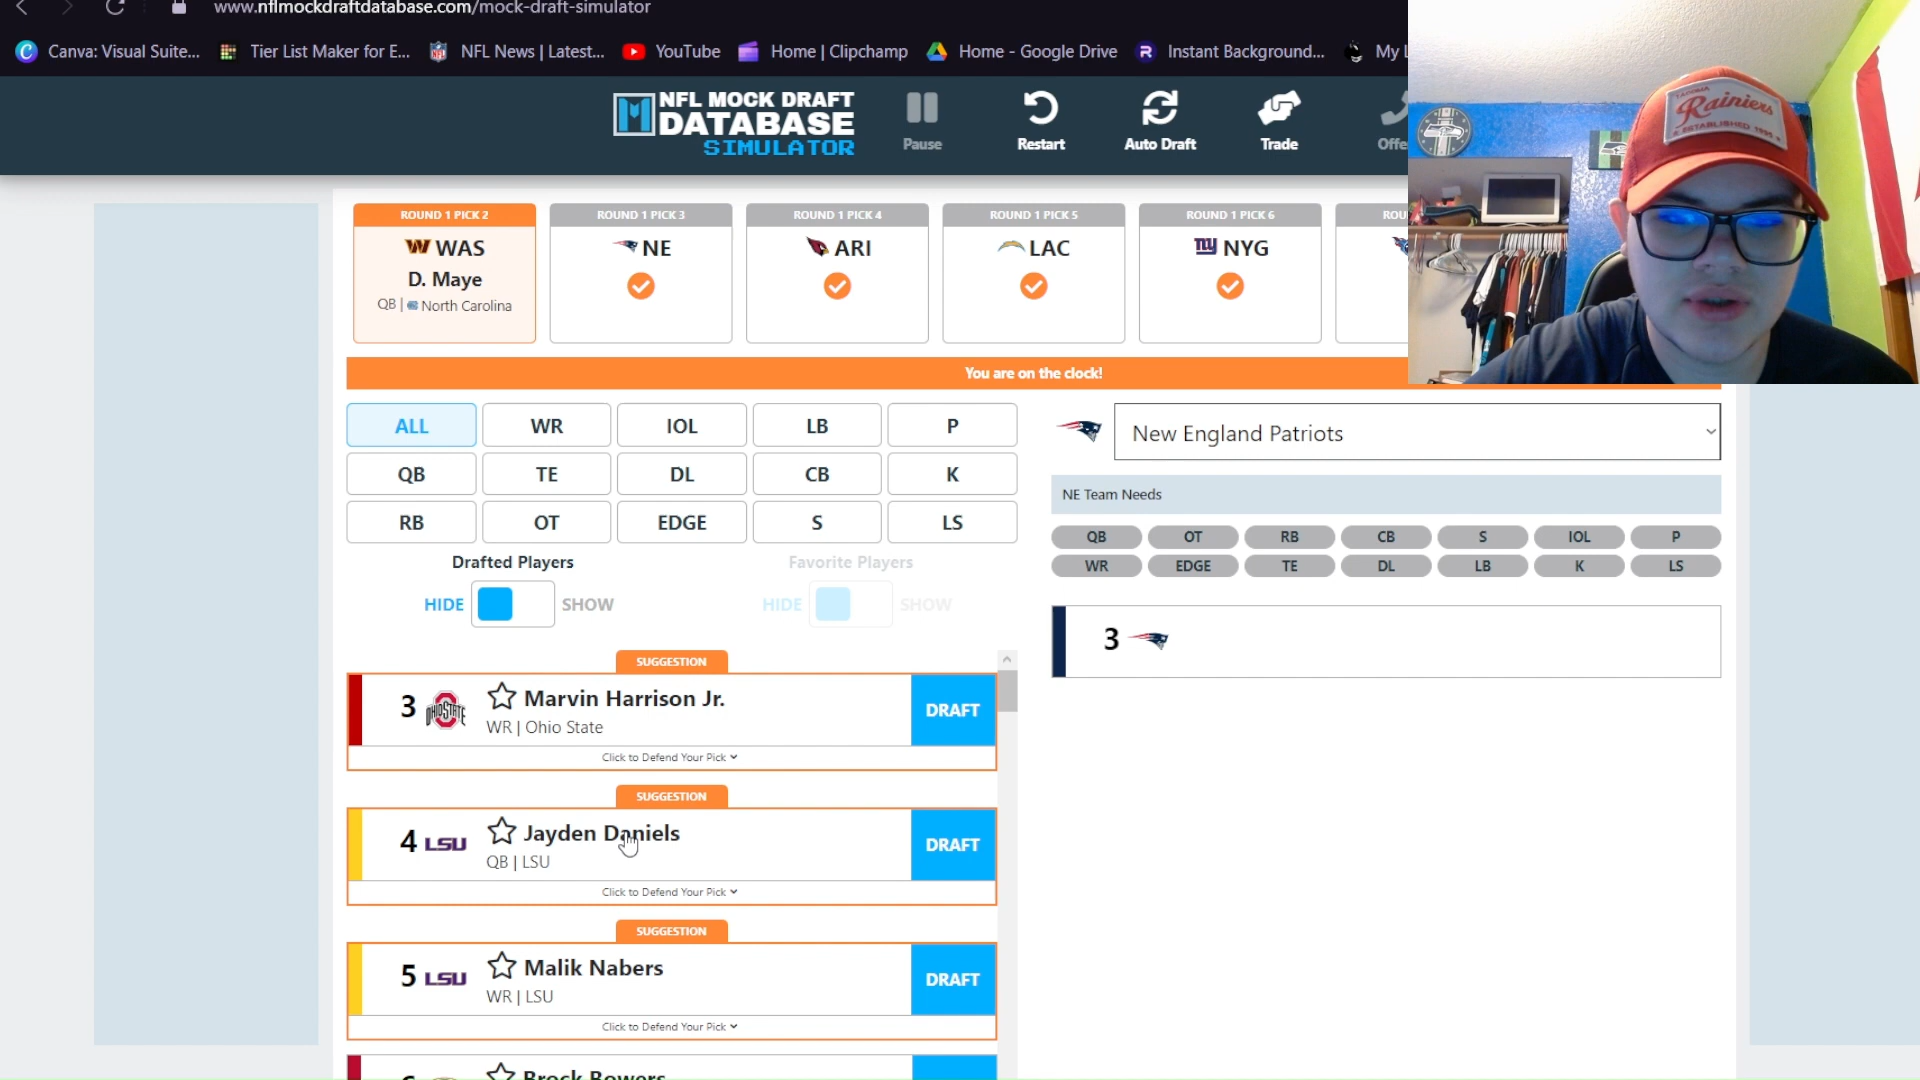 www.nflmockdraftdatabase.com/mock-draft-simulator
Canva: Visual Suite... Tier List Maker for E... NFL News | Latest... YouTube Home | Clipchamp Home - Google Drive Instant Background... My
NFL MOCK DRAFT
DATABASE
SIMULATOR
Pause Restart Auto Draft Trade Offe
Rainiers
ESTABLISHED 1995
ROUND 1 PICK 2 ROUND 1 PICK 3 ROUND 1 PICK 4 ROUND 1 PICK 5 ROUND 1 PICK 6 ROU
WAS NE ARI LAC NYG
D. Maye
QB | North Carolina
You are on the clock!
ALL WR IOL LB P
QB TE DL CB K
RB OT EDGE S LS
Drafted Players Favorite Players
HIDE SHOW HIDE SHOW
New England Patriots
NE Team Needs
QB OT RB CB S IOL P
WR EDGE TE DL LB K LS
3
SUGGESTION
3 OHIO STATE Marvin Harrison Jr. DRAFT
WR | Ohio State
Click to Defend Your Pick
SUGGESTION
4 LSU Jayden Daniels DRAFT
QB | LSU
Click to Defend Your Pick
SUGGESTION
5 LSU Malik Nabers DRAFT
WR | LSU
Click to Defend Your Pick
Brock Bowers